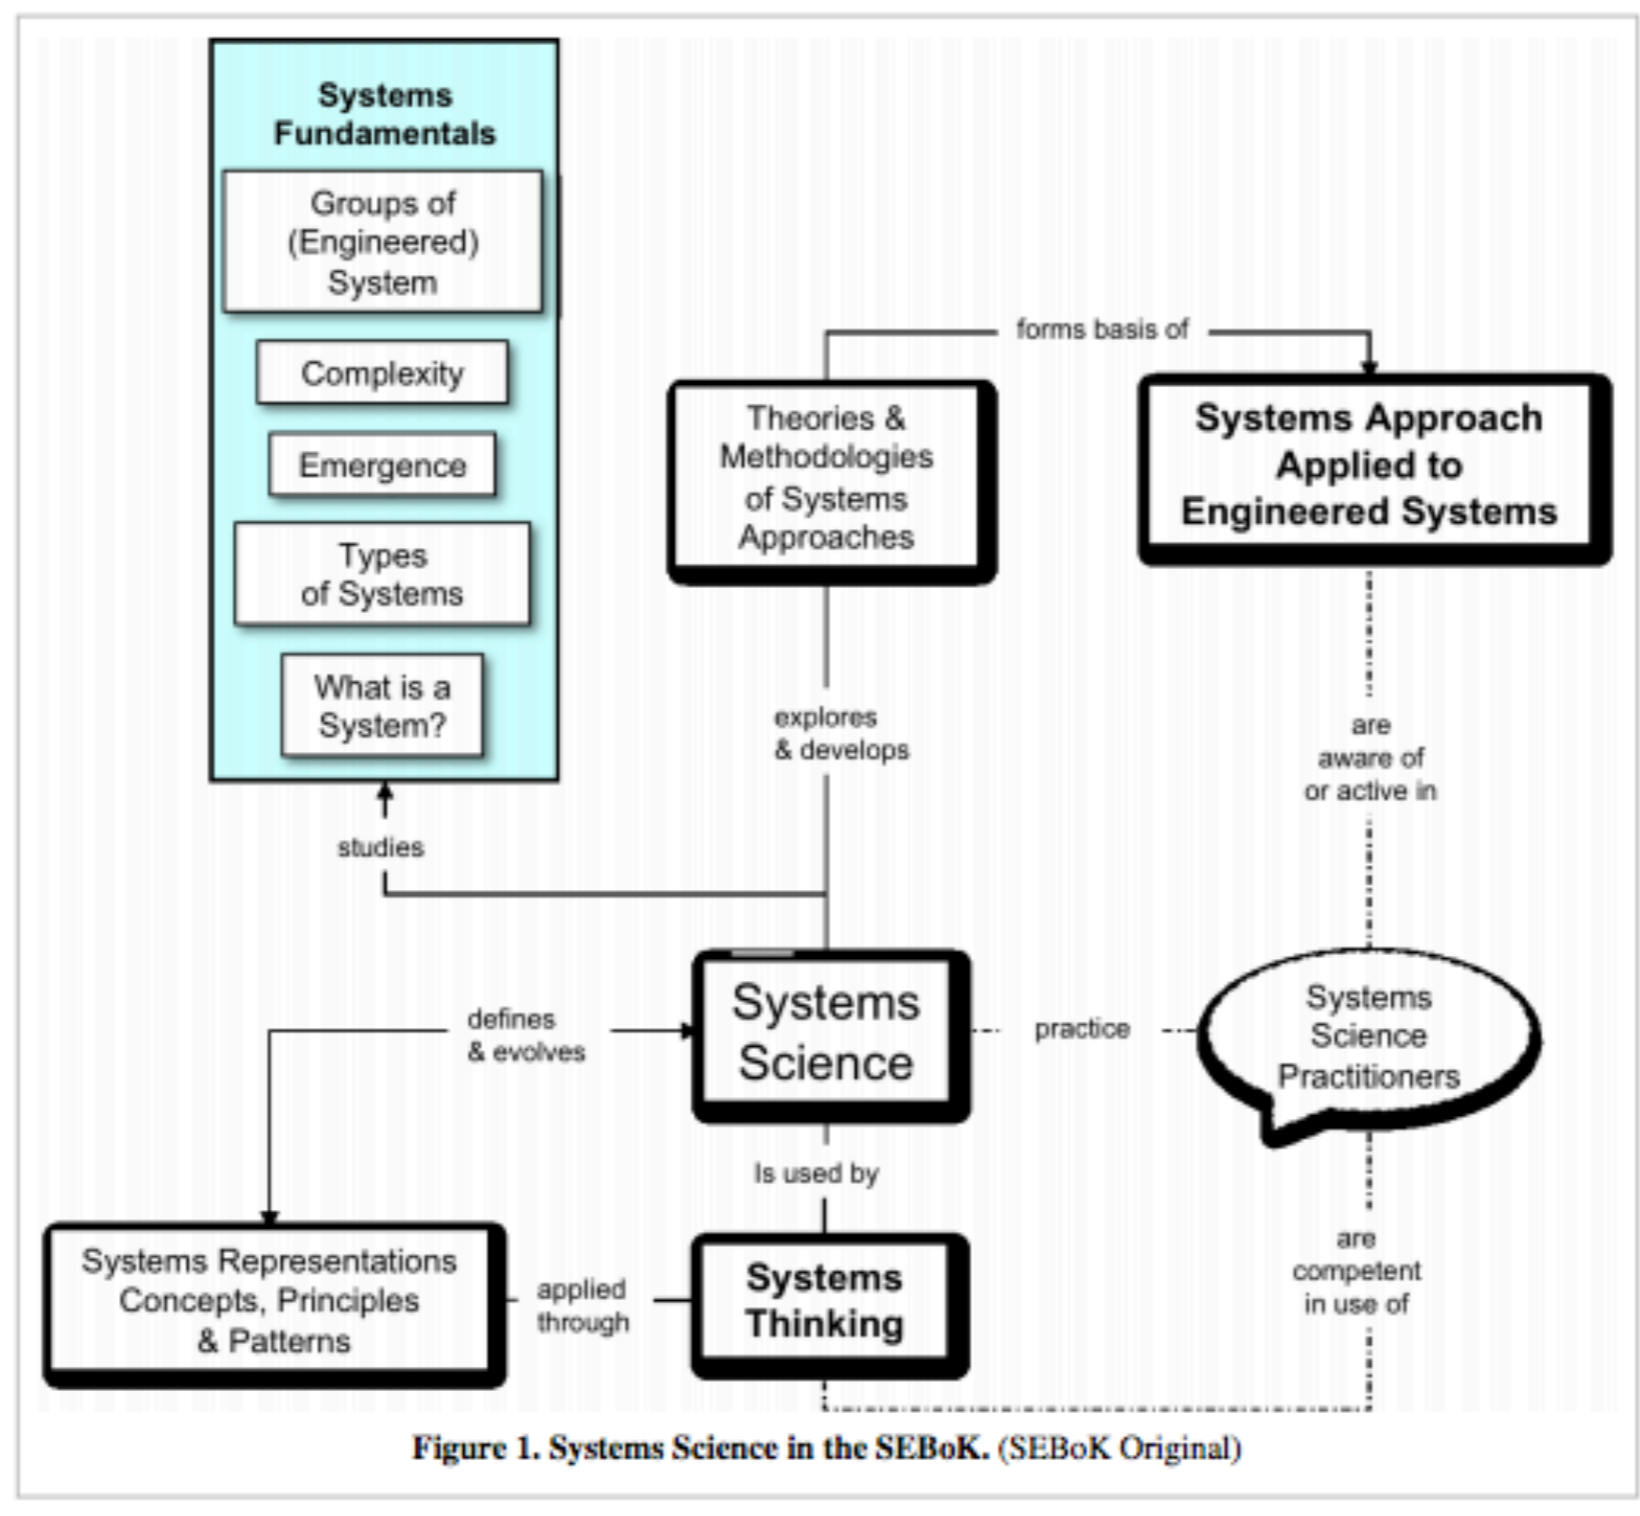 Systems
Fundamentals
Groups of
(Engineered)
System
Complexity
Emergence
Types
of Systems
What is a
System?
studies
forms basis of
Theories &
Methodologies
of Systems
Approaches
Systems Approach
Applied to
Engineered Systems
explores
& develops
are
aware of
or active in
defines
& evolves
Systems
Science
practice
Systems
Science
Practitioners
Is used by
are
competent
in use of
Systems Representations
Concepts, Principles
& Patterns
applied
through
Systems
Thinking
Figure 1. Systems Science in the SEBoK. (SEBoK Original)